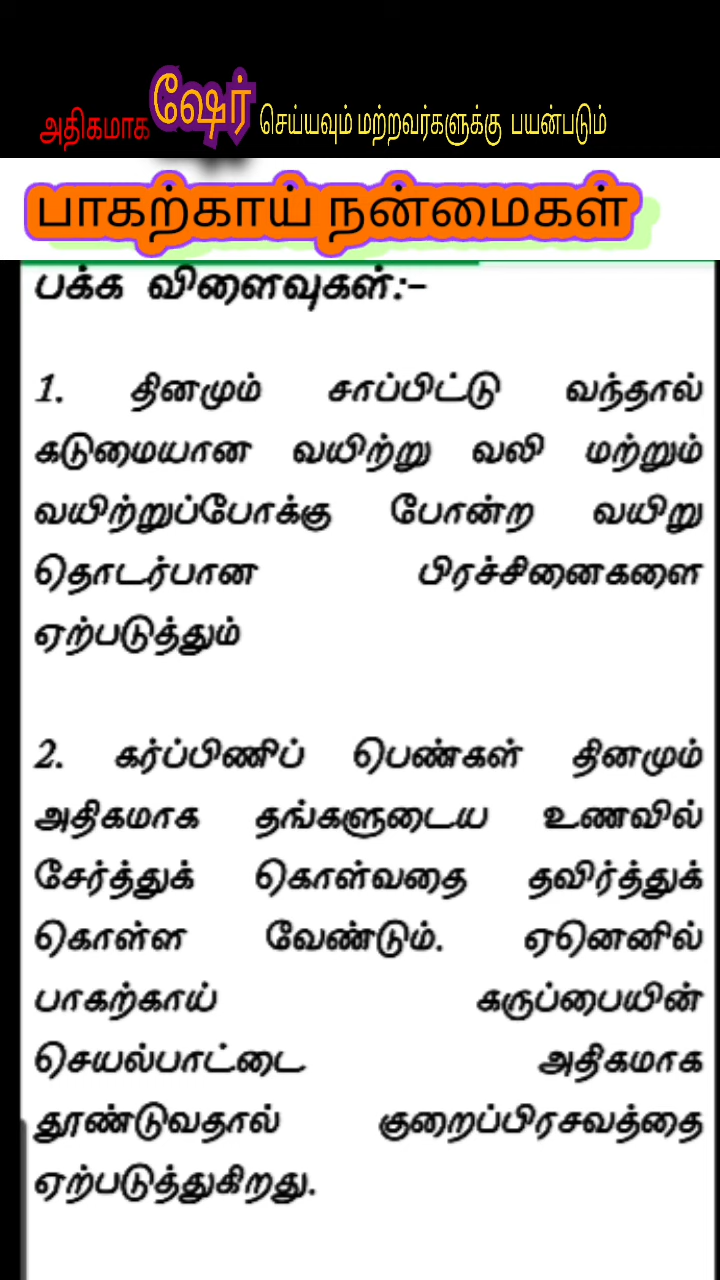 அதிகமாக ஷேர் செய்யவும் மற்றவர்களுக்கு பயன்படும்
பாகற்காய் நன்மைகள்
பக்க விளைவுகள்:-
1. தினமும் சாப்பிட்டு வந்தால்
கடுமையான வயிற்று வலி மற்றும்
வயிற்றுப்போக்கு போன்ற வயிறு
தொடர்பான பிரச்சினைகளை
ஏற்படுத்தும்
2. கர்ப்பிணிப் பெண்கள் தினமும்
அதிகமாக தங்களுடைய உணவில்
சேர்த்துக் கொள்வதை தவிர்த்துக்
கொள்ள வேண்டும். ஏனெனில்
பாகற்காய் கருப்பையின்
செயல்பாட்டை அதிகமாக
தூண்டுவதால் குறைப்பிரசவத்தை
ஏற்படுத்துகிறது.